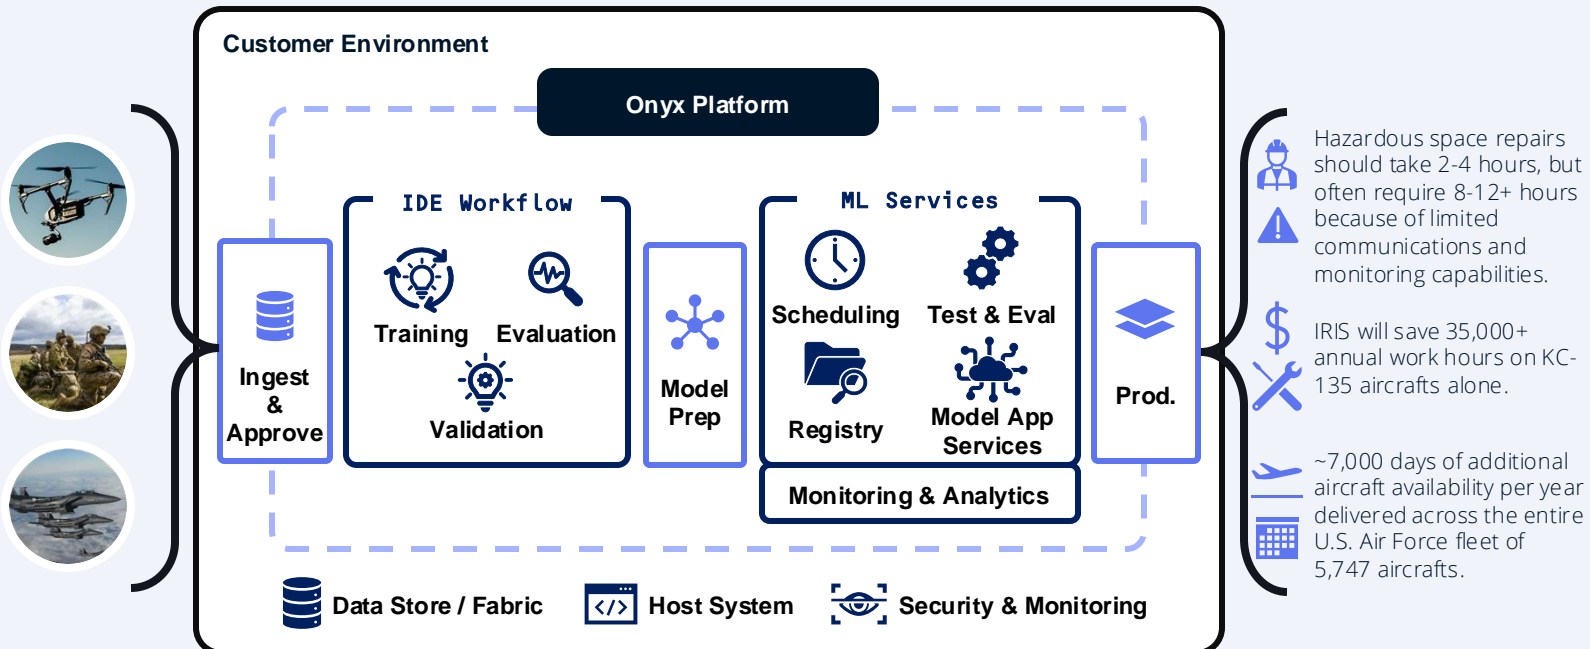 Customer Environment
Onyx Platform
IDE Workflow
ML Services
Ingest
&
Approve
Training
Evaluation
Validation
Model
Prep
Scheduling
Test & Eval
Registry
Model App
Services
Monitoring & Analytics
Prod.
Data Store / Fabric
Host System
Security & Monitoring
Hazardous space repairs
should take 2-4 hours, but
often require 8-12+ hours
because of limited
communications and
monitoring capabilities.
IRIS will save 35,000+
annual work hours on KC-
135 aircrafts alone.
~7,000 days of additional
aircraft availability per year
delivered across the entire
U.S. Air Force fleet of
5,747 aircrafts.